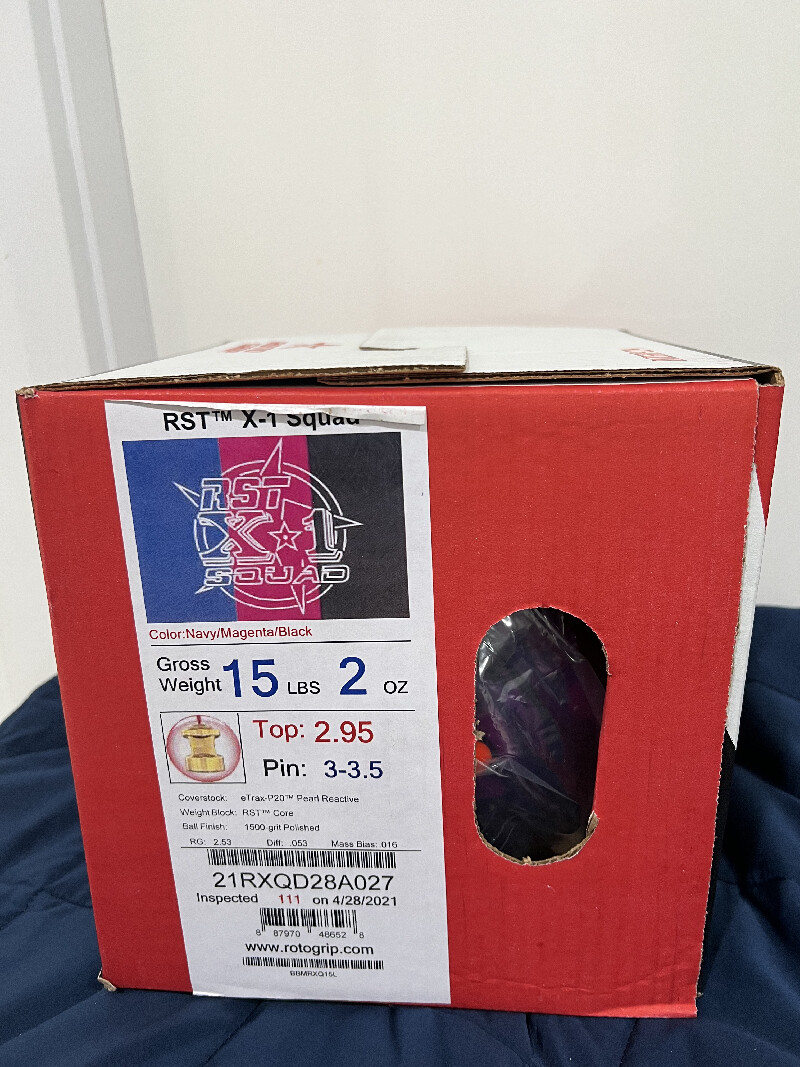 RST™ X-1 Squad
RST
X-1
SQUAD
Color:Navy/Magenta/Black
Gross Weight 15 LBS 2 OZ
Top: 2.95
Pin: 3-3.5
Coverstock: eTrax-P20™ Pearl Reactive
Weight Block: RST™ Core
Ball Finish: 1500-grit Polished
RG: 2.53 Diff: .053 Mass Bias: .016
21RXQD28A027
Inspected 111 on 4/28/2021
8 87970 48652 8
www.rotogrip.com
BBMRXQ15L